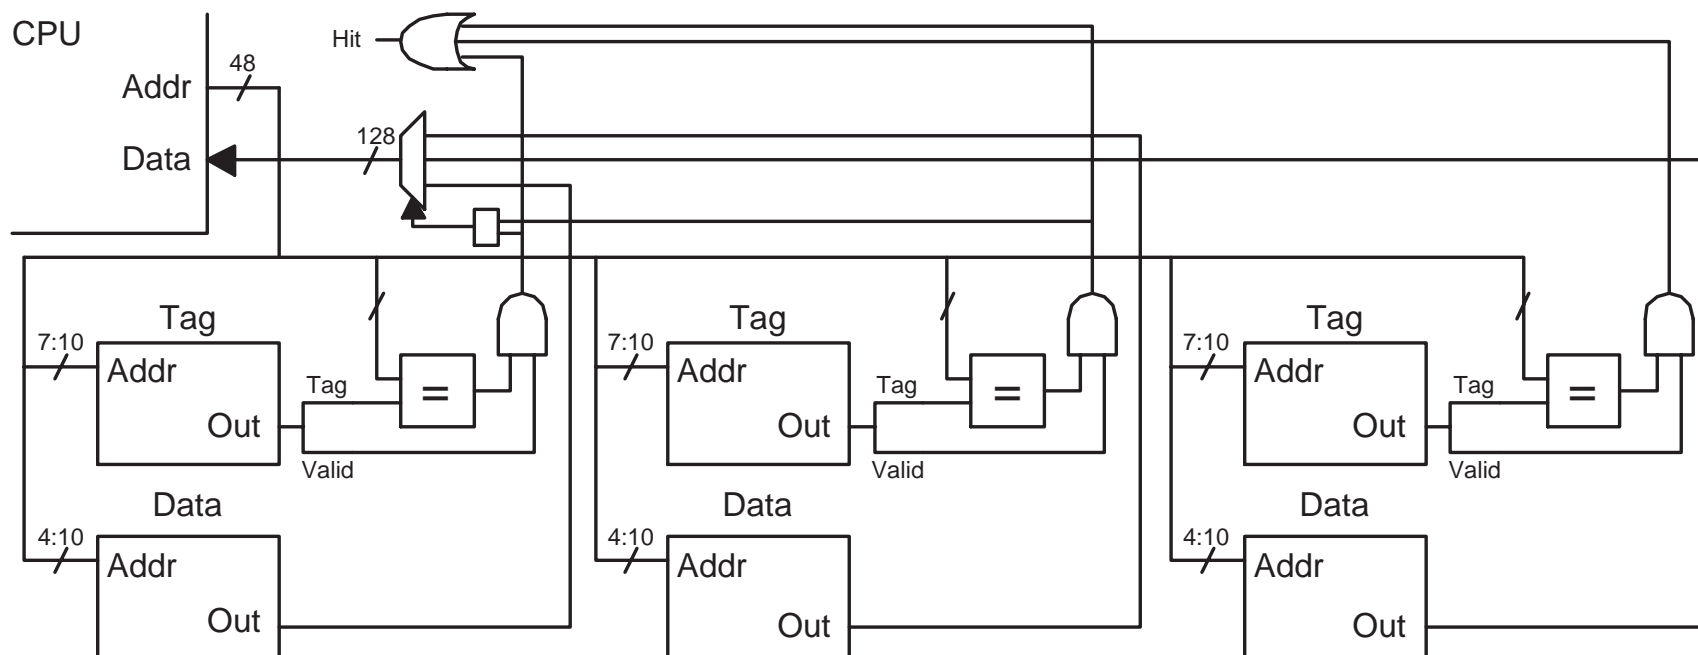 CPU
Hit
48
Addr
128
Data
Tag Tag Tag
7:10 7:10 7:10
Addr Addr Addr
Tag Tag Tag
= = =
Out Out Out
Valid Valid Valid
Data Data Data
4:10 4:10 4:10
Addr Addr Addr
Out Out Out